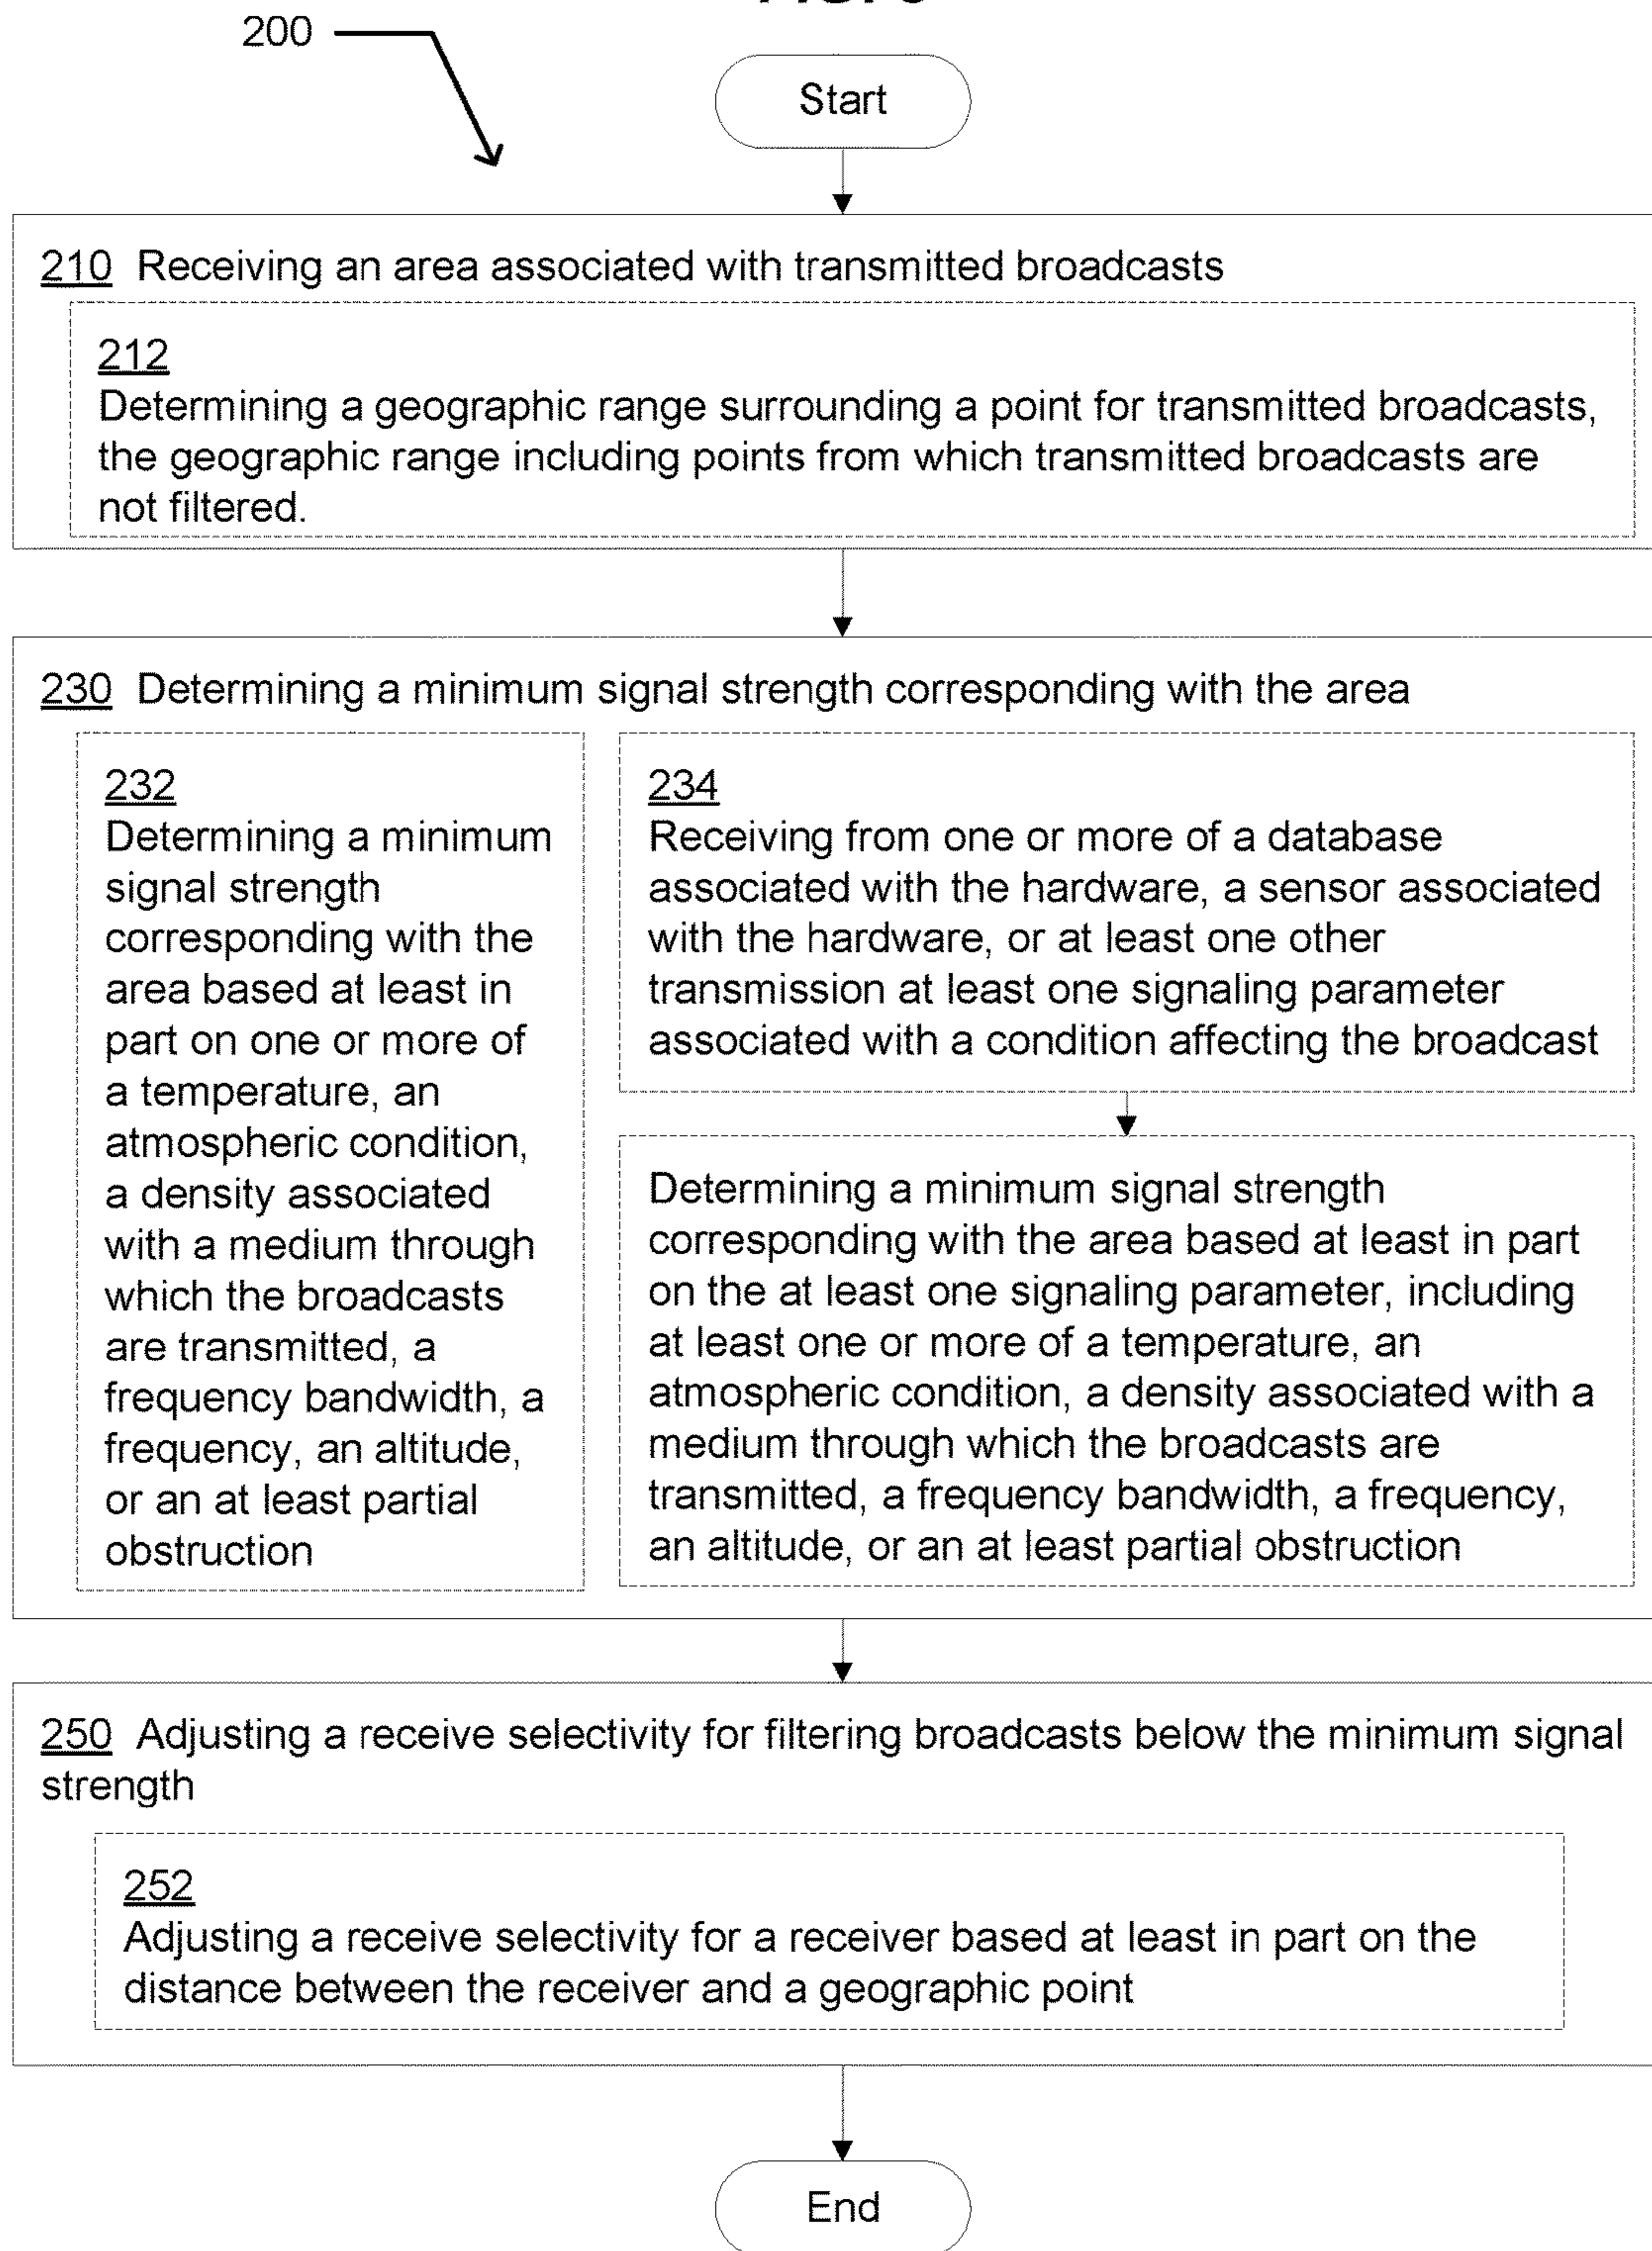 200
Start
210 Receiving an area associated with transmitted broadcasts
212
Determining a geographic range surrounding a point for transmitted broadcasts,
the geographic range including points from which transmitted broadcasts are
not filtered.
230 Determining a minimum signal strength corresponding with the area
232
Determining a minimum
signal strength
corresponding with the
area based at least in
part on one or more of
a temperature, an
atmospheric condition,
a density associated
with a medium through
which the broadcasts
are transmitted, a
frequency bandwidth, a
frequency, an altitude,
or an at least partial
obstruction
234
Receiving from one or more of a database
associated with the hardware, a sensor associated
with the hardware, or at least one other
transmission at least one signaling parameter
associated with a condition affecting the broadcast
Determining a minimum signal strength
corresponding with the area based at least in part
on the at least one signaling parameter, including
at least one or more of a temperature, an
atmospheric condition, a density associated with a
medium through which the broadcasts are
transmitted, a frequency bandwidth, a frequency,
an altitude, or an at least partial obstruction
250 Adjusting a receive selectivity for filtering broadcasts below the minimum signal
strength
252
Adjusting a receive selectivity for a receiver based at least in part on the
distance between the receiver and a geographic point
End